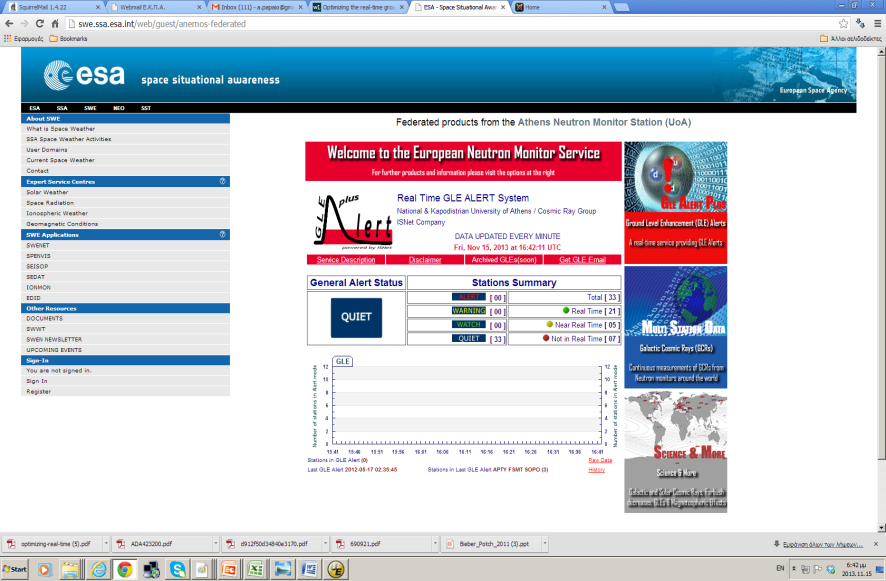 SquirrelMail 1.4.22
Webmail Ε.Κ.Π.Α.
Inbox (111) - a.papaio@gm
Optimizing the real-time gro
ESA - Space Situational Awar
Home
swe.ssa.esa.int/web/guest/anemos-federated
Εφαρμογές
Bookmarks
Άλλοι σελιδοδείκτες
esa
space situational awareness
European Space Agency
ESA SSA SWE NEO SST
About SWE
What is Space Weather
SSA Space Weather Activities
User Domains
Current Space Weather
Contact
Expert Service Centres
Solar Weather
Space Radiation
Ionospheric Weather
Geomagnetic Conditions
SWE Applications
SWENET
SPENVIS
SEISOP
SEDAT
IONMON
EDID
Other Resources
DOCUMENTS
SWWT
SWEN NEWSLETTER
UPCOMING EVENTS
Sign-In
You are not signed in.
Sign In
Register
Federated products from the Athens Neutron Monitor Station (UoA)
Welcome to the European Neutron Monitor Service
For further products and information please visit the options at the right
GLE Alert plus
powered by ISNet
Real Time GLE ALERT System
National & Kapodistrian University of Athens / Cosmic Ray Group
ISNet Company
DATA UPDATED EVERY MINUTE
Fri, Nov 15, 2013 at 16:42:11 UTC
Service Description
Disclaimer
Archived GLEs(soon)
Get GLE Email
General Alert Status
QUIET
Stations Summary
ALERT [ 00 ] Total [ 33 ]
WARNING [ 00 ] Real Time [ 21 ]
WATCH [ 00 ] Near Real Time [ 05 ]
QUIET [ 33 ] Not in Real Time [ 07 ]
GLE
Number of stations in Alert mode
12
10
8
6
4
2
0
12
10
8
6
4
2
0
Number of stations in Alert mode
15:41 15:46 15:51 15:56 16:01 16:06 16:11 16:16 16:21 16:26 16:31 16:36 16:41
Stations in GLE Alert (0)
Raw Data
Last GLE Alert 2012-05-17 02:35:45
Stations in Last GLE Alert APTY FSMT SOPO (3)
History
d
d
GLE Alert Plus
Ground Level Enhancement (GLE) Alerts
A real-time service providing GLE Alerts
Multi Station Data
Galactic Cosmic Rays (GCRs)
Continuous measurements of GCRs from
Neutron monitors around the world
Science & More
Science & More
Galactic and Solar Cosmic Rays, Forbush
decreases, GLEs & Magnetospheric Effects
optimizing-real-time (5).pdf
ADA423200.pdf
d912f50d34840e3170.pdf
690921.pdf
Bieber_Potch_2011 (3).ppt
Εμφάνιση όλων των λήψεων...
Start
EN
6:42 μμ
2013.11.15